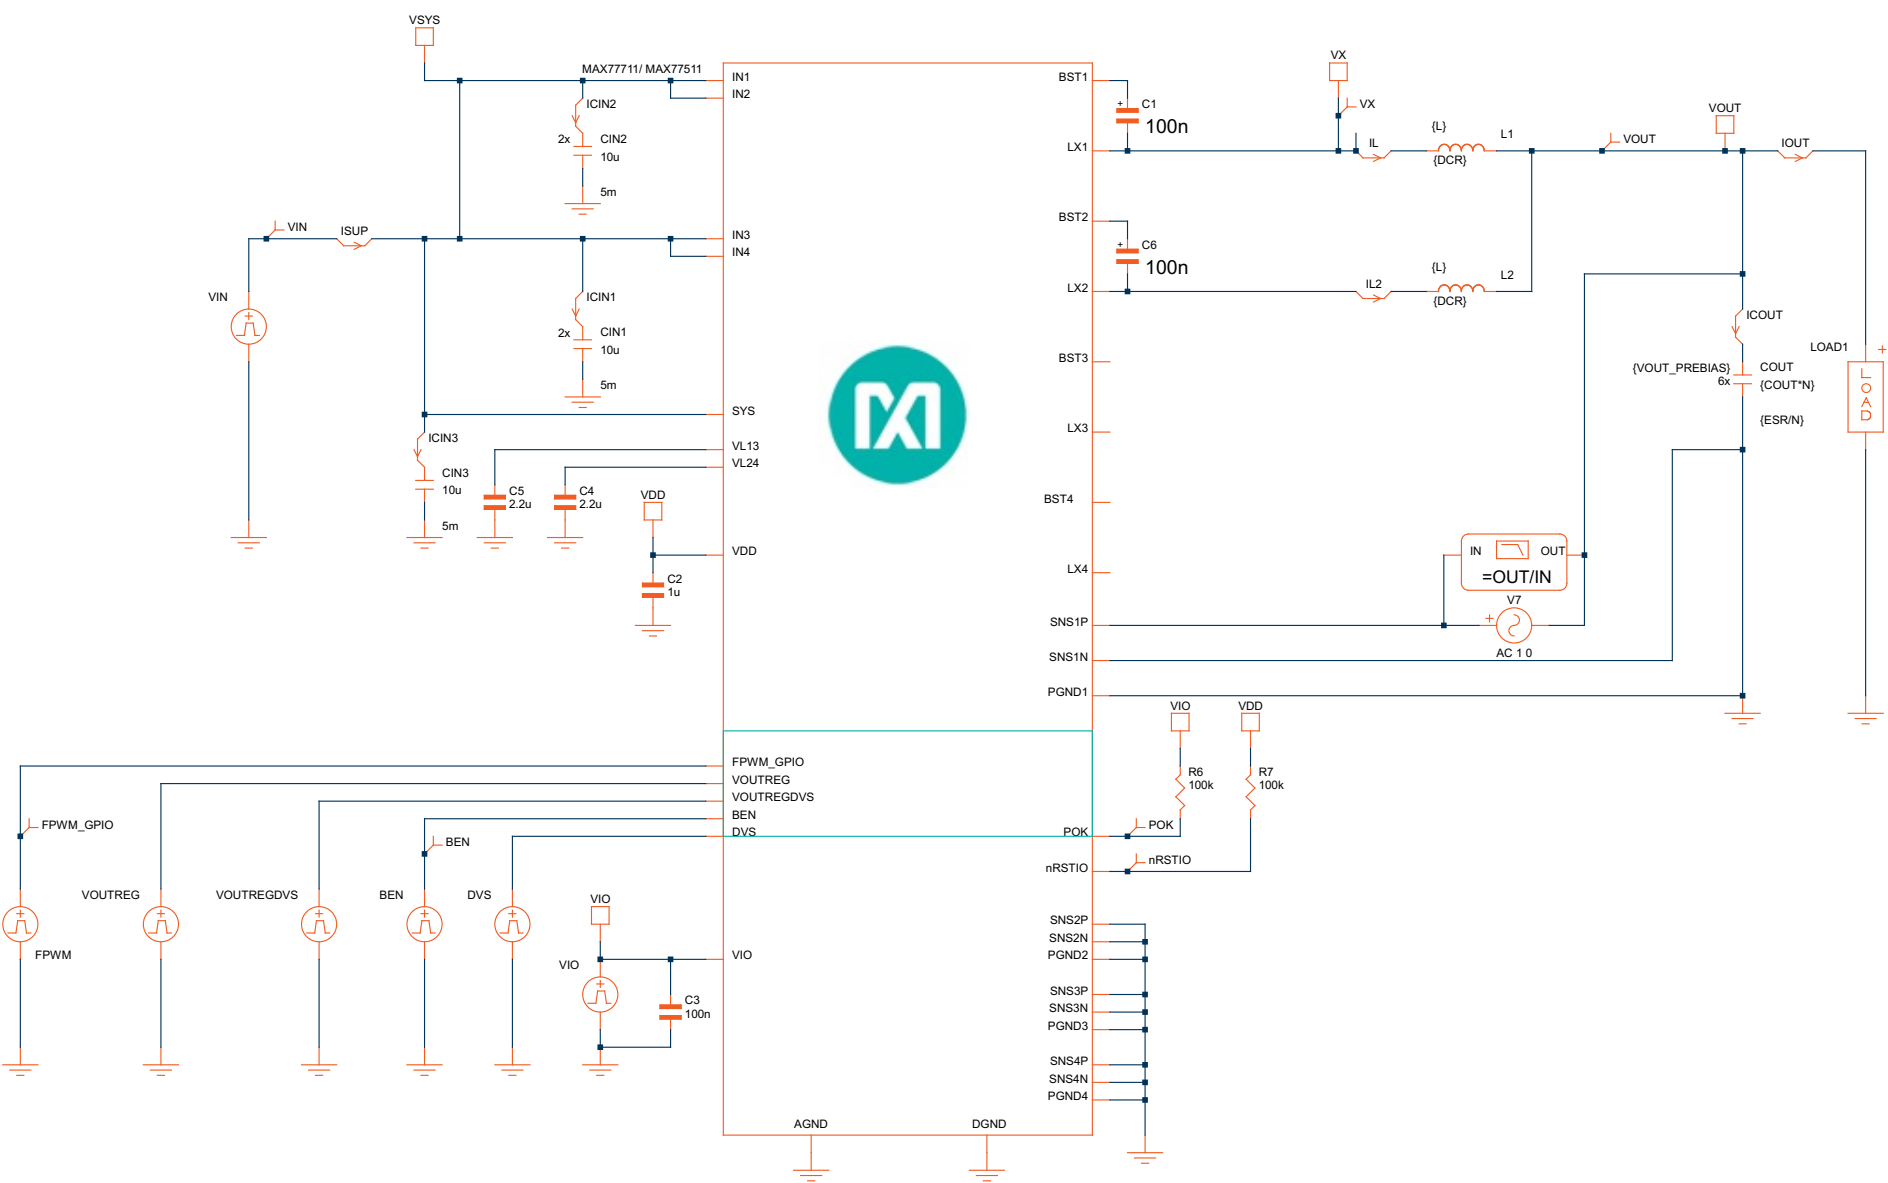 VSYS
MAX77711/ MAX77511
IN1
IN2
ICIN2
2x
CIN2
10u
5m
VIN
ISUP
IN3
IN4
VIN
ICIN1
2x
CIN1
10u
5m
SYS
ICIN3
CIN3
10u
5m
VL13
VL24
C5
2.2u
C4
2.2u
VDD
VDD
C2
1u
BST1
C1
100n
LX1
VX
VX
IL
{L}
L1
{DCR}
VOUT
VOUT
IOUT
BST2
C6
100n
LX2
IL2
{L}
L2
{DCR}
ICOUT
BST3
{VOUT_PREBIAS}
6x
COUT
{COUT*N}
{ESR/N}
LOAD1
LOAD
LX3
BST4
LX4
IN
OUT
=OUT/IN
V7
AC 1 0
SNS1P
SNS1N
PGND1
VIO
VDD
R6
100k
R7
100k
FPWM_GPIO
VOUTREG
VOUTREGDVS
BEN
DVS
POK
POK
nRSTIO
nRSTIO
FPWM_GPIO
BEN
VOUTREG
VOUTREGDVS
BEN
DVS
FPWM
VIO
VIO
VIO
C3
100n
SNS2P
SNS2N
PGND2
SNS3P
SNS3N
PGND3
SNS4P
SNS4N
PGND4
AGND
DGND